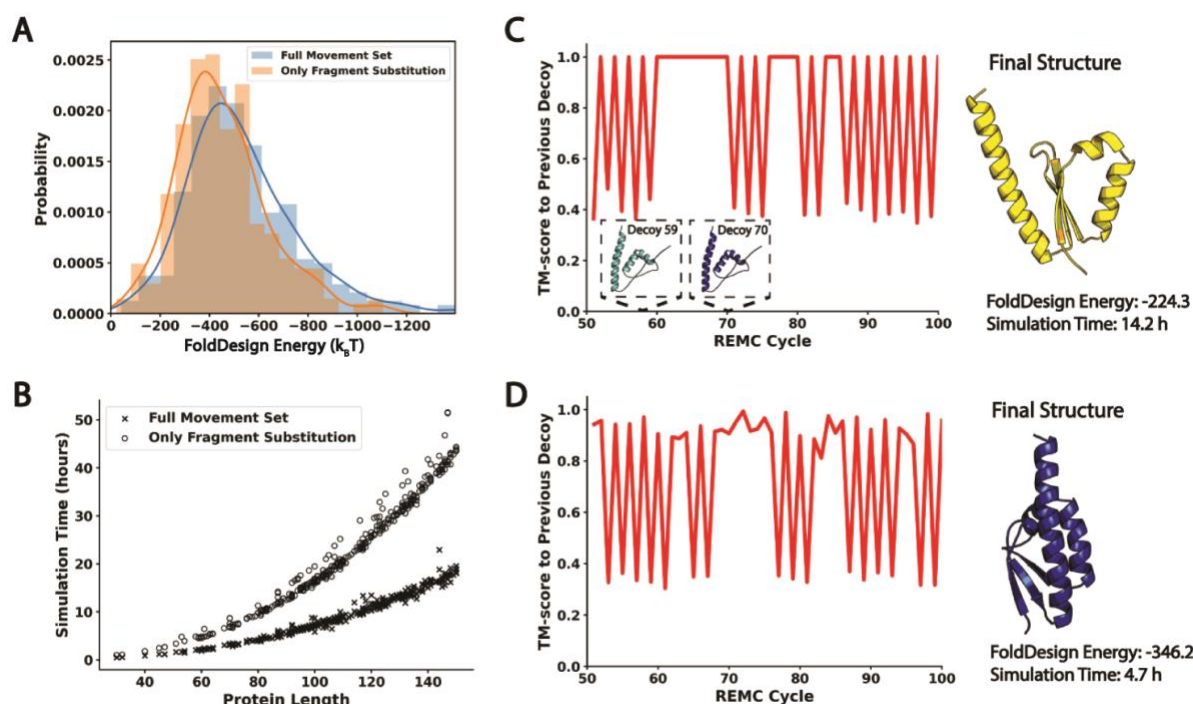 A
Full Movement Set
Only Fragment Substitution
Probability
0.0025
0.0020
0.0015
0.0010
0.0005
0.0000
0 −200 −400 −600 −800 −1000 −1200
FoldDesign Energy (k_BT)
B
Full Movement Set
Only Fragment Substitution
Simulation Time (hours)
50
40
30
20
10
0
40 60 80 100 120 140
Protein Length
C
TM-score to Previous Decoy
1.0
0.8
0.6
0.4
0.2
0.0
Decoy 59
Decoy 70
50 60 70 80 90 100
REMC Cycle
Final Structure
FoldDesign Energy: -224.3
Simulation Time: 14.2 h
D
TM-score to Previous Decoy
1.0
0.8
0.6
0.4
0.2
0.0
50 60 70 80 90 100
REMC Cycle
Final Structure
FoldDesign Energy: -346.2
Simulation Time: 4.7 h